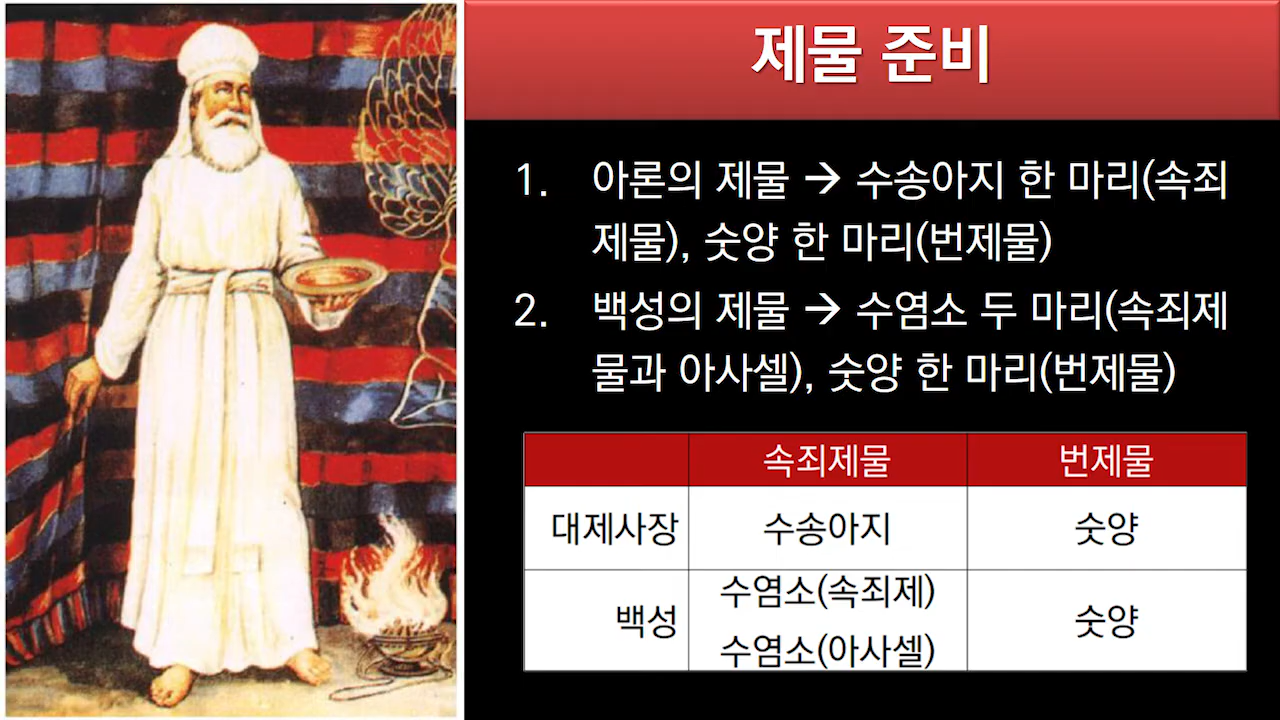 제물 준비
1. 아론의 제물 → 수송아지 한 마리(속죄
제물), 숫양 한 마리(번제물)
2. 백성의 제물 → 수염소 두 마리(속죄제
물과 아사셀), 숫양 한 마리(번제물)
속죄제물 번제물
대제사장 수송아지 숫양
백성 수염소(속죄제) 숫양
수염소(아사셀)